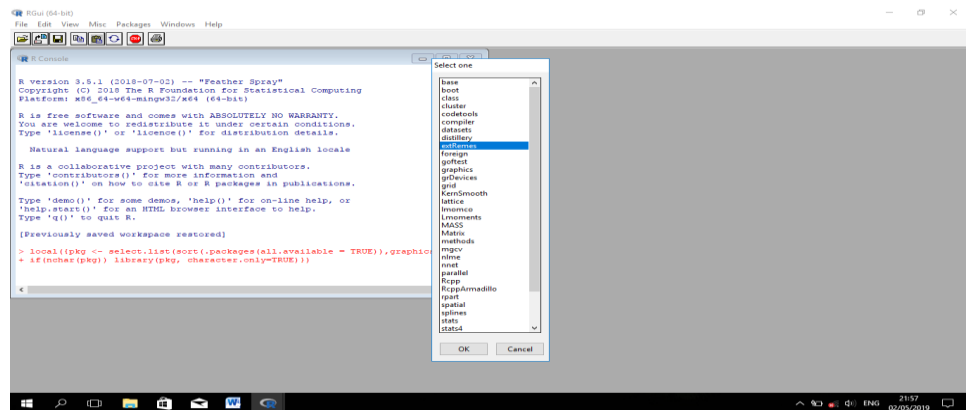 RGui (64-bit)
File Edit View Misc Packages Windows Help
R Console
R version 3.5.1 (2018-07-02) -- "Feather Spray"
Copyright (C) 2018 The R Foundation for Statistical Computing
Platform: x86_64-w64-mingw32/x64 (64-bit)
R is free software and comes with ABSOLUTELY NO WARRANTY.
You are welcome to redistribute it under certain conditions.
Type 'license()' or 'licence()' for distribution details.
Natural language support but running in an English locale
R is a collaborative project with many contributors.
Type 'contributors()' for more information and
'citation()' on how to cite R or R packages in publications.
Type 'demo()' for some demos, 'help()' for on-line help, or
'help.start()' for an HTML browser interface to help.
Type 'q()' to quit R.
[Previously saved workspace restored]
> local({pkg <- select.list(sort(.packages(all.available = TRUE)),graphic
+ if(nchar(pkg)) library(pkg, character.only=TRUE)})
Select one
base
boot
class
cluster
codetools
compiler
datasets
distillery
extRemes
foreign
goftest
graphics
grDevices
grid
KernSmooth
lattice
lmomco
Lmoments
MASS
Matrix
methods
mgcv
nlme
nnet
parallel
Rcpp
RcppArmadillo
rpart
spatial
splines
stats
stats4
OK Cancel
ENG
21:57
02/05/2019